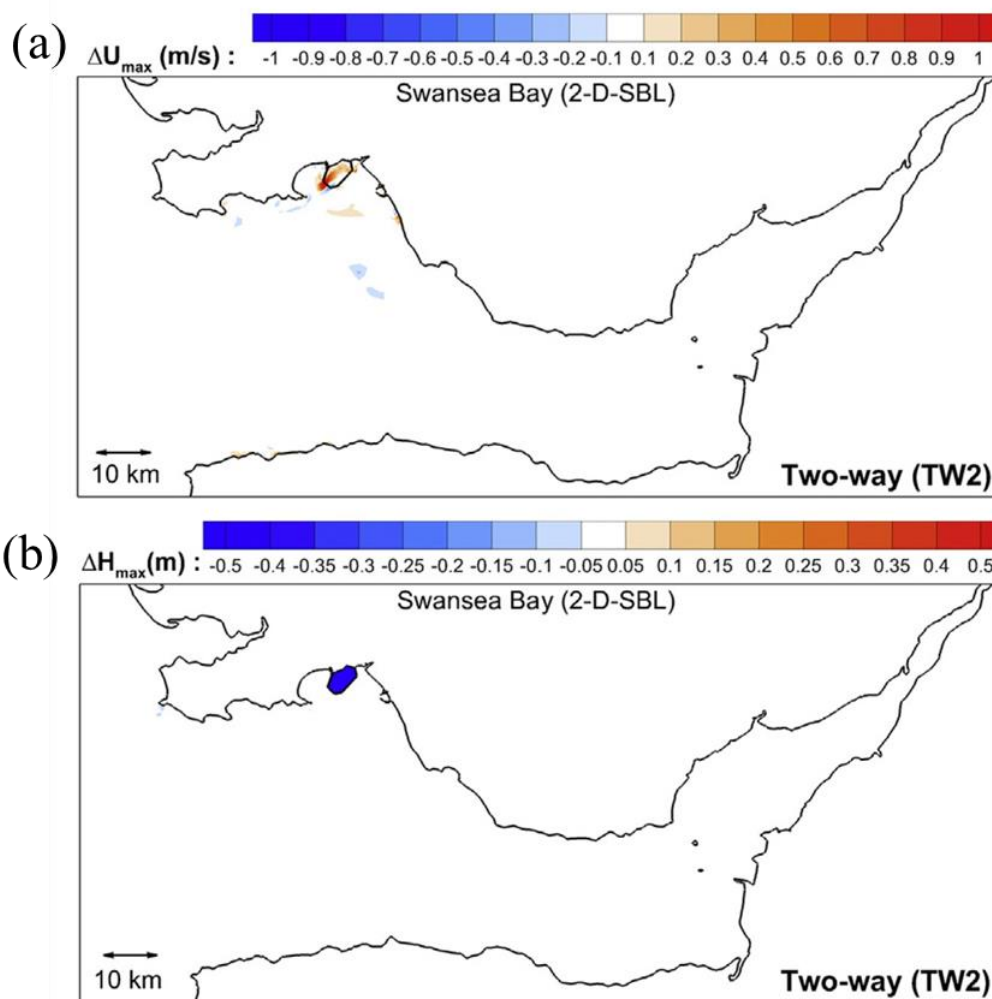 (a)
ΔUmax (m/s) : -1 -0.9 -0.8 -0.7 -0.6 -0.5 -0.4 -0.3 -0.2 -0.1 0.1 0.2 0.3 0.4 0.5 0.6 0.7 0.8 0.9 1
Swansea Bay (2-D-SBL)
10 km
Two-way (TW2)
(b)
ΔHmax(m) : -0.5 -0.4 -0.35 -0.3 -0.25 -0.2 -0.15 -0.1 -0.05 0.05 0.1 0.15 0.2 0.25 0.3 0.35 0.4 0.5
Swansea Bay (2-D-SBL)
10 km
Two-way (TW2)